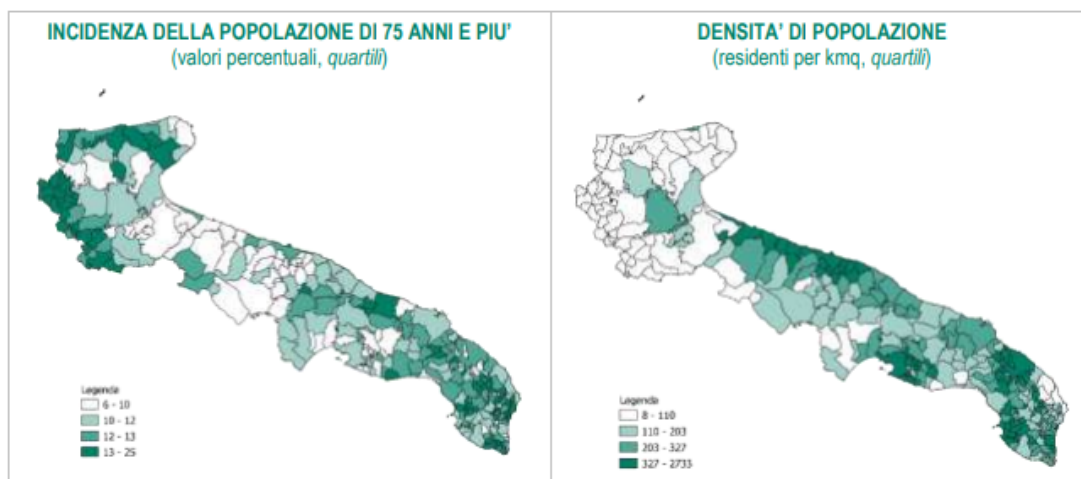 INCIDENZA DELLA POPOLAZIONE DI 75 ANNI E PIU’
(valori percentuali, quartili)
Legenda
6 - 10
10 - 12
12 - 13
13 - 25
DENSITA’ DI POPOLAZIONE
(residenti per kmq, quartili)
Legenda
8 - 110
110 - 203
203 - 327
327 - 2733